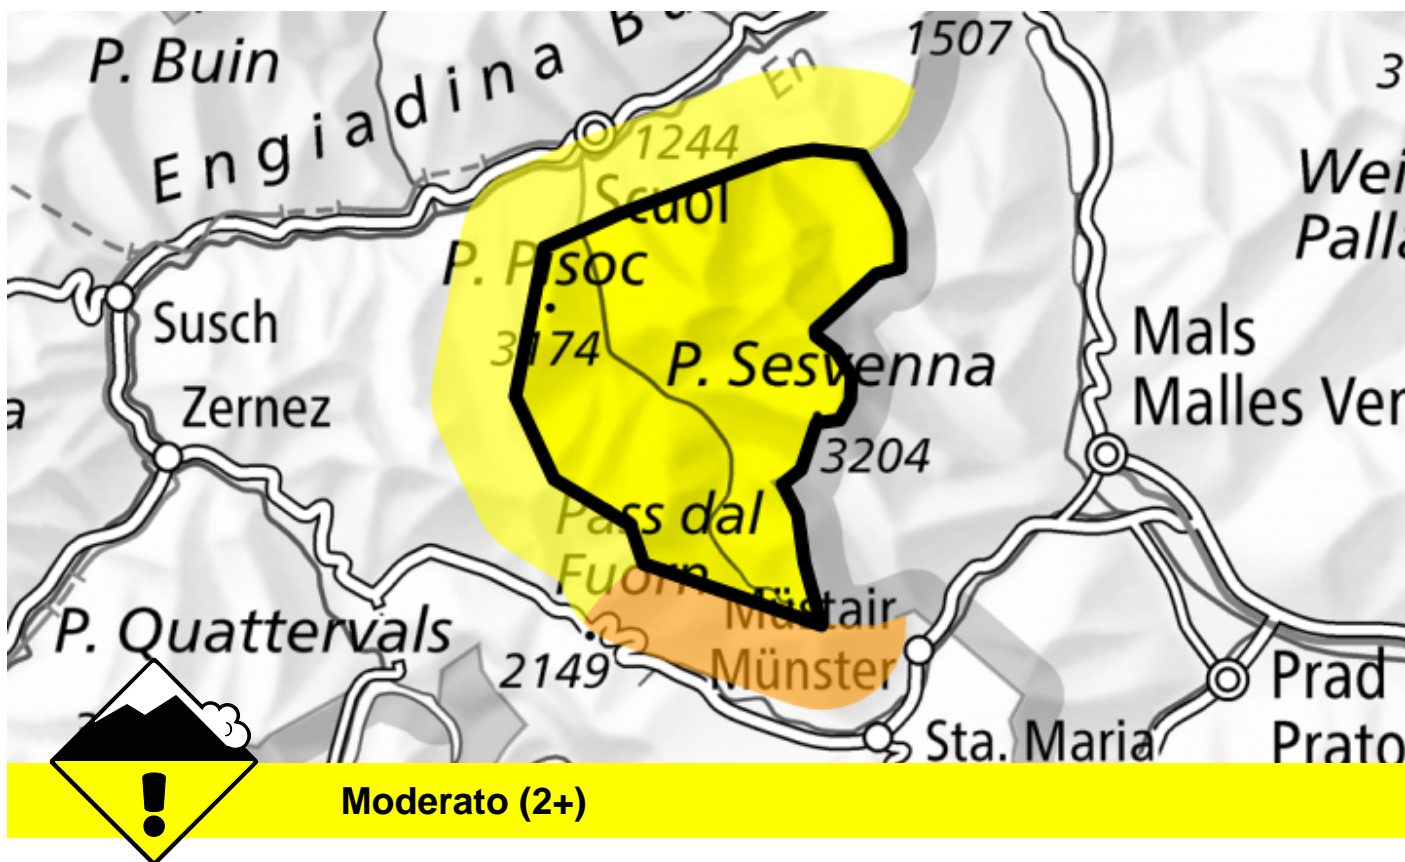 P. Buin
Engiadina B
1507
En
1244
Scuol
P. Pisoc
3174
Susch
Zernez
P. Sesvenna
3204
Mals
Malles Ver
Wei
Palla
3
a
Pass dal
Fuorn
2149
P. Quattervals
Müstair
Münster
Sta. Maria
Prad
Prato
Moderato (2+)